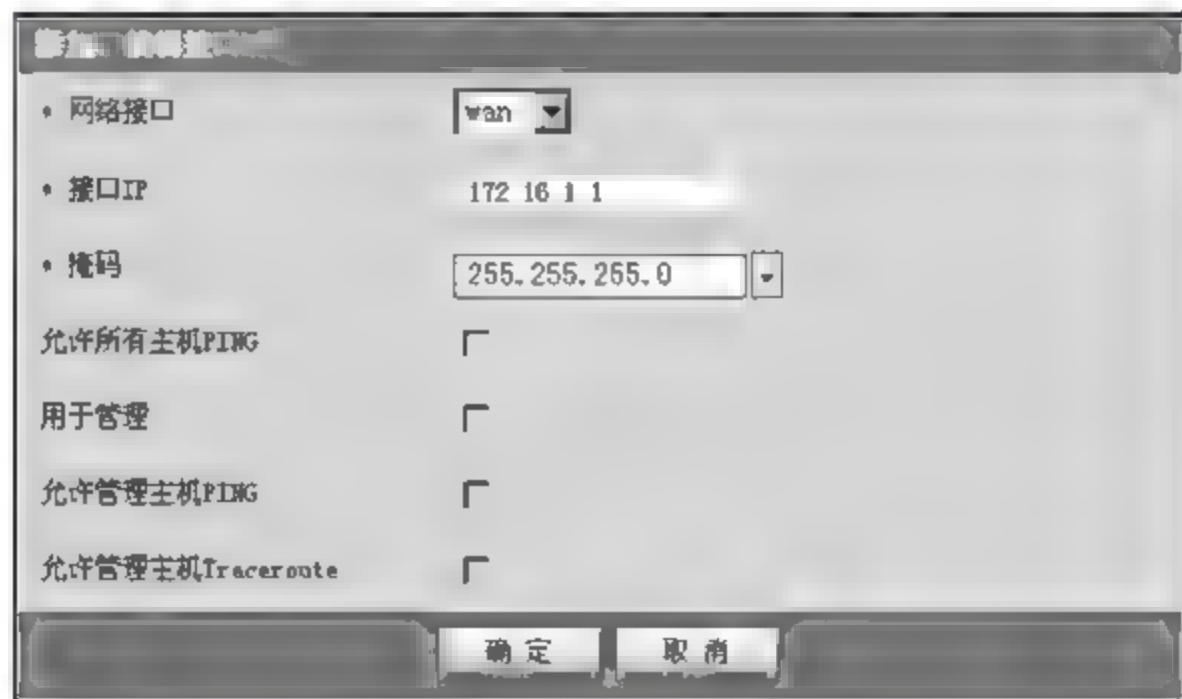 • 网络接口 wan
• 接口IP 172 16 1 1
• 掩码 255.255.255.0
允许所有主机PING
用于管理
允许管理主机PING
允许管理主机Traceroute
确定 取消